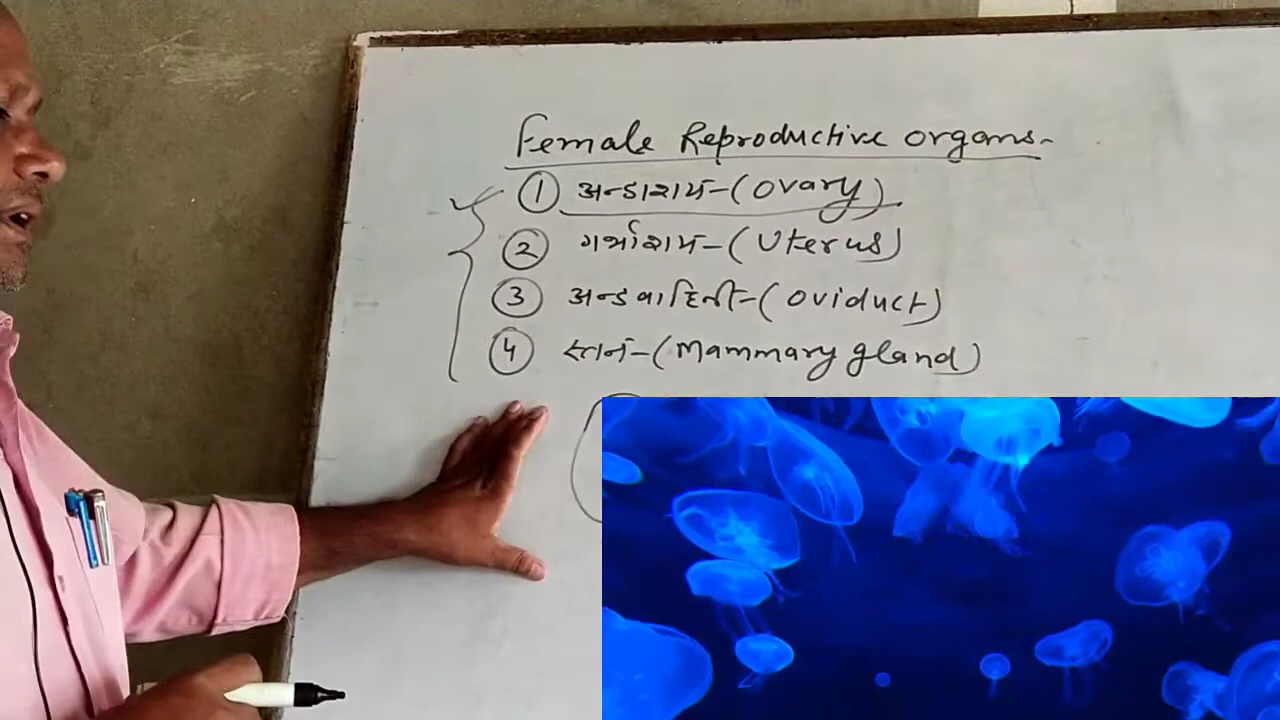 Female Reproductive organs-
1 अन्डाशय-(Ovary)
2 गर्भाशय-(Uterus)
3 अन्डवाहिनी-(Oviduct)
4 स्तन-(Mammary gland)